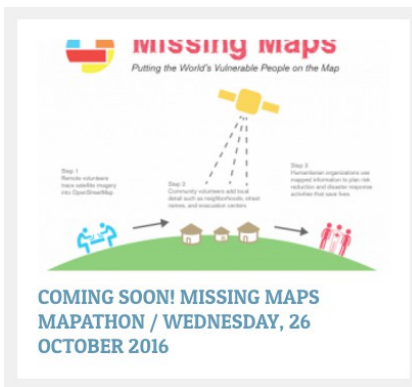 Missing Maps
Putting the World's Vulnerable People on the Map
Step 1
Remote volunteers
trace satellite imagery
into OpenStreetMap
Step 2
Community volunteers add local
detail such as neighborhoods, street
names, and evacuation centers
Step 3
Humanitarian organizations use
mapped information to plan risk
reduction and disaster response
activities that save lives
COMING SOON! MISSING MAPS
MAPATHON / WEDNESDAY, 26
OCTOBER 2016